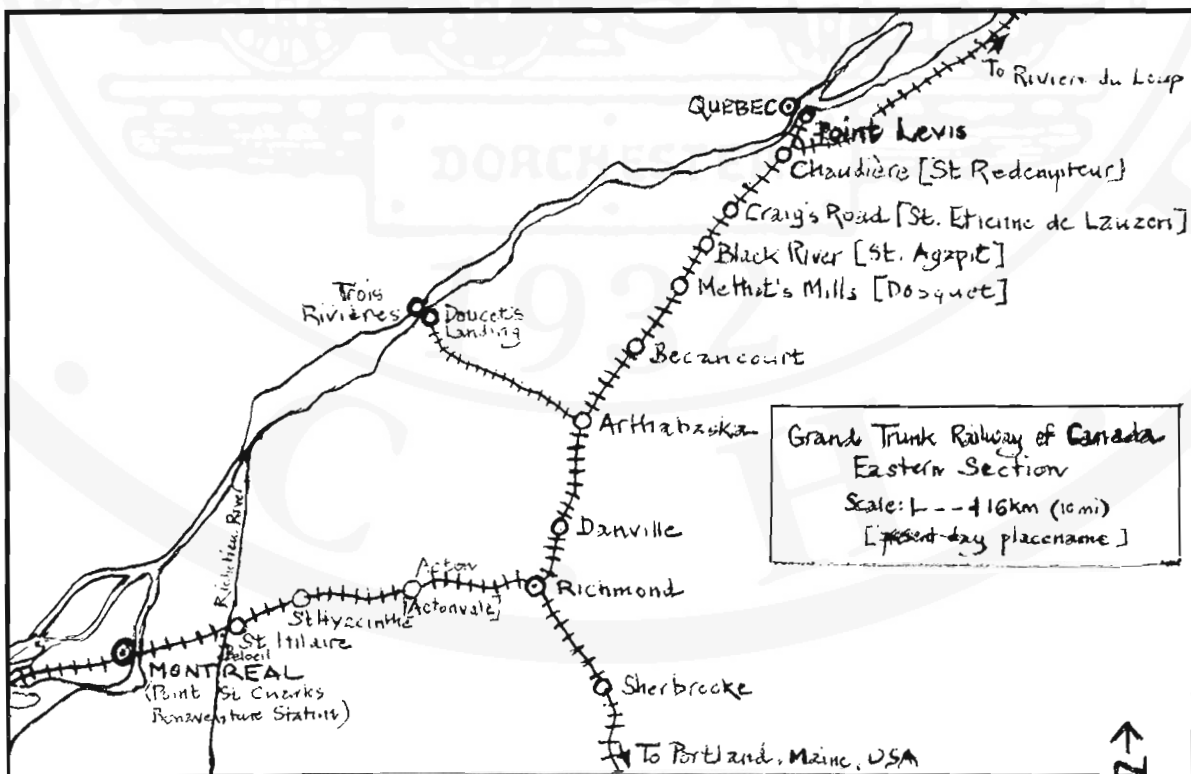 To Riviere du Loup
QUEBEC
Point Levis
Chaudière [St Redempteur]
Craig's Road [St. Etienne de Lauzon]
Black River [St. Agapit]
Methot's Mills [Dosquet]
Trois
Rivières
Doucet's
Landing
Becancourt
Arthabaska
Grand Trunk Railway of Canada
Eastern Section
Scale: 16km (10mi)
[present-day placename]
Danville
Richelieu River
Acton
[Actonvale]
Richmond
St Hyacinthe
St Hilaire
Beloeil
MONTREAL
(Point St Charles
Bonaventure Station)
Sherbrooke
To Portland, Maine, USA
N
DORCHESTER
1932
C H